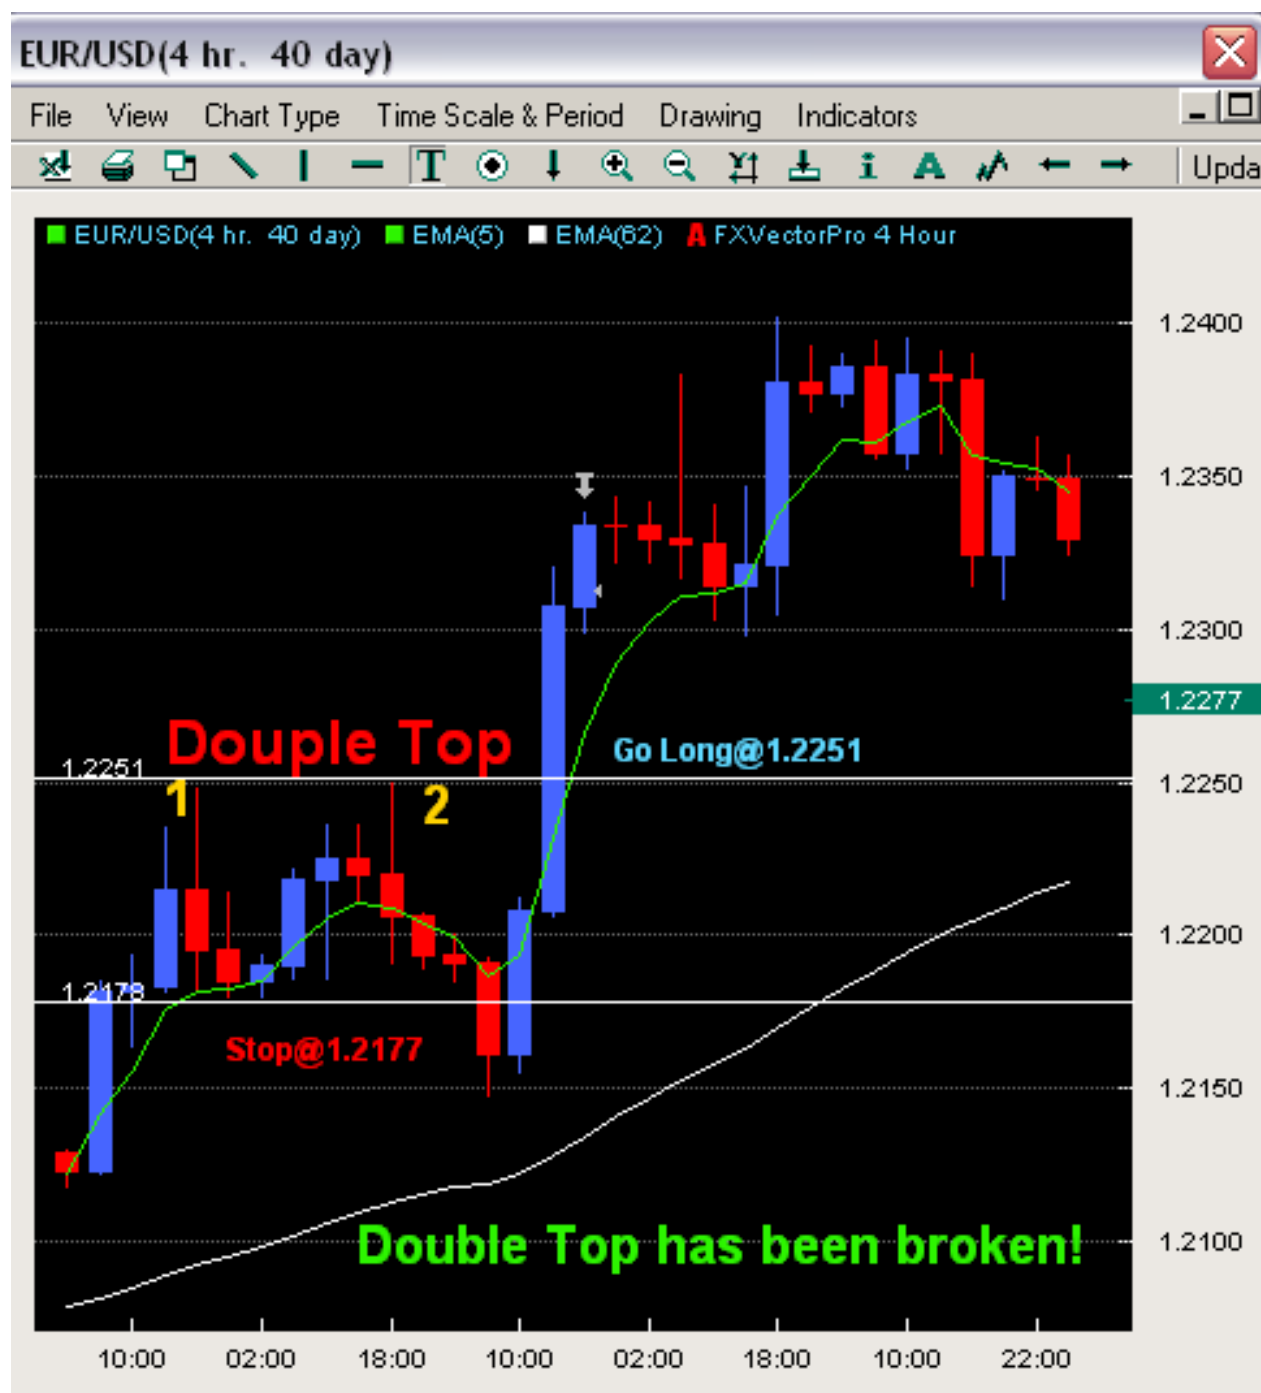 EUR/USD(4 hr. 40 day)
File View Chart Type Time Scale & Period Drawing Indicators
T i A Upda
EUR/USD(4 hr. 40 day) EMA(5) EMA(62) A FXVectorPro 4 Hour
1.2400
1.2350
1.2300
1.2277
Douple Top
Go Long@1.2251
1.2251
1.2250
1
2
1.2200
1.2178
Stop@1.2177
1.2150
Double Top has been broken!
1.2100
10:00 02:00 18:00 10:00 02:00 18:00 10:00 22:00